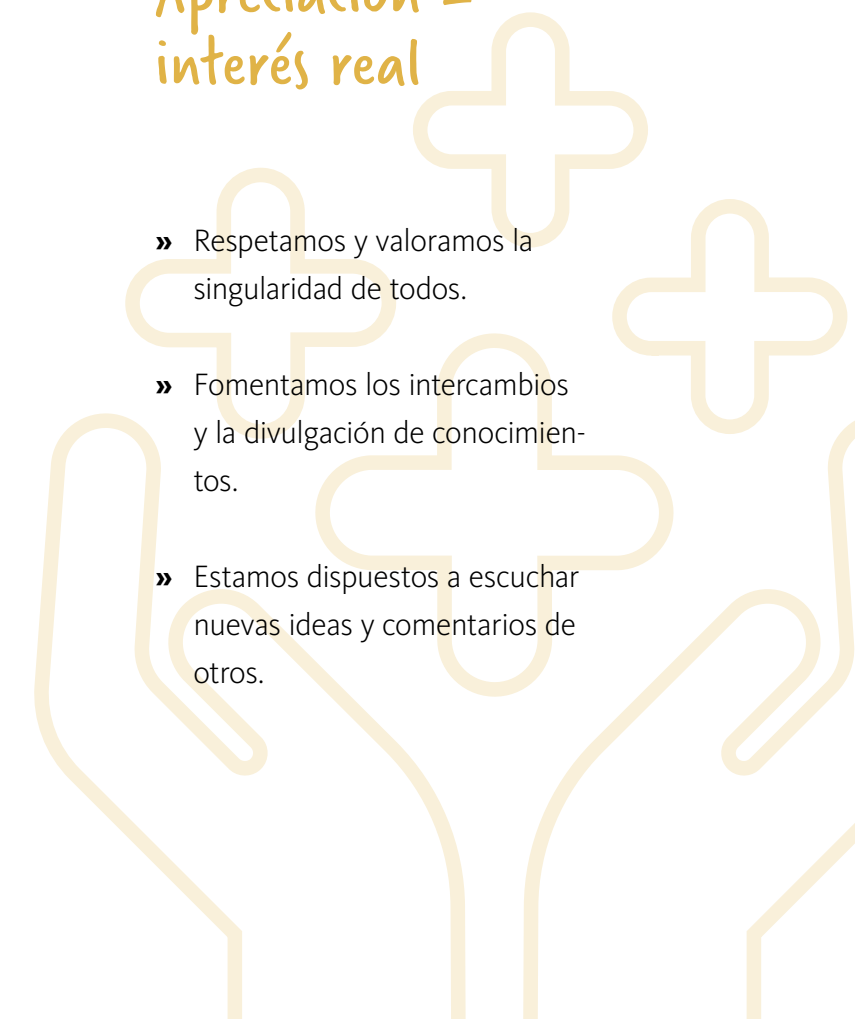 Apreciación –
interés real
» Respetamos y valoramos la
singularidad de todos.
» Fomentamos los intercambios
y la divulgación de conocimien-
tos.
» Estamos dispuestos a escuchar
nuevas ideas y comentarios de
otros.